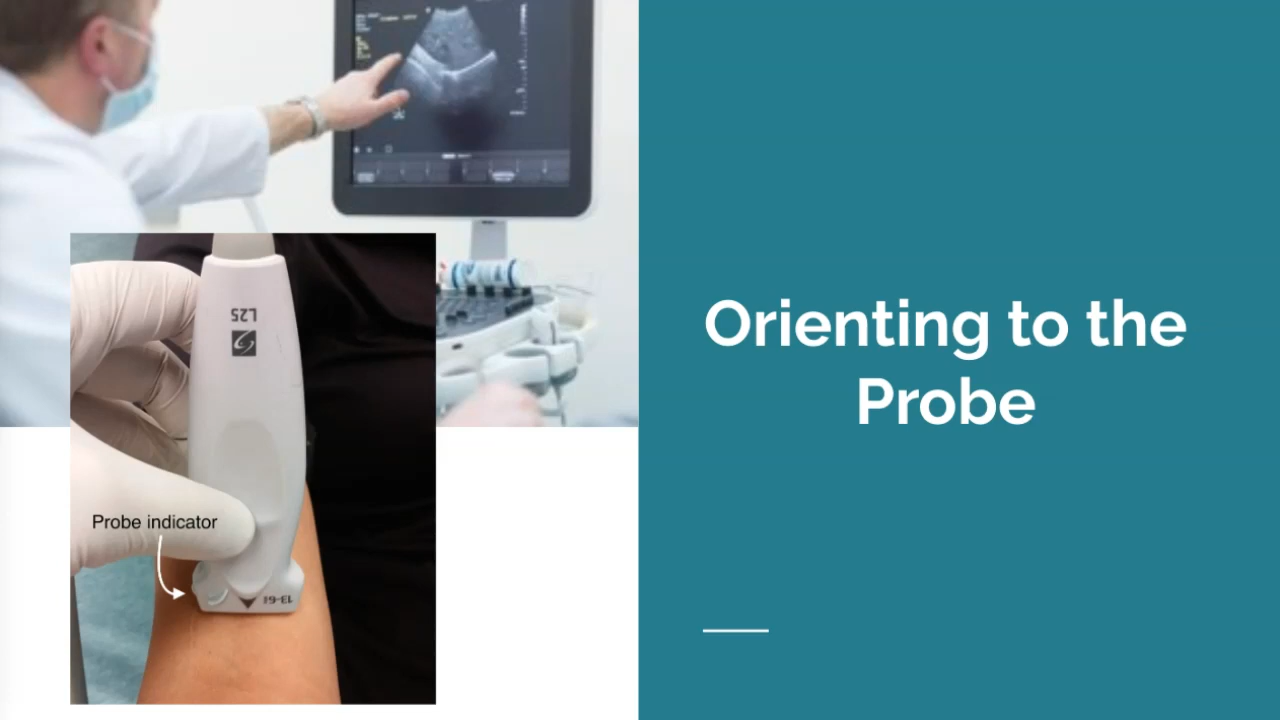 Orienting to the
Probe
L25
Probe indicator
13-6